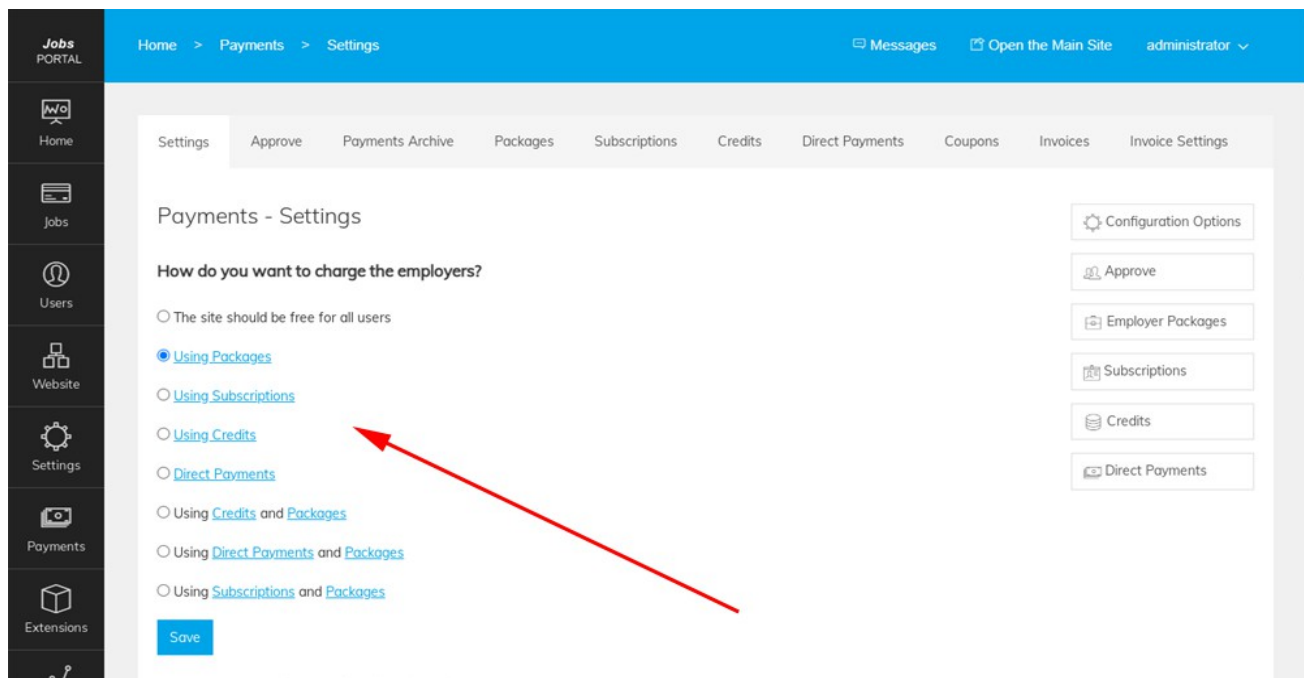 Jobs
PORTAL
Home > Payments > Settings
Messages
Open the Main Site
administrator
Home
Jobs
Users
Website
Settings
Payments
Extensions
Settings Approve Payments Archive Packages Subscriptions Credits Direct Payments Coupons Invoices Invoice Settings
Payments - Settings
How do you want to charge the employers?
The site should be free for all users
Using Packages
Using Subscriptions
Using Credits
Direct Payments
Using Credits and Packages
Using Direct Payments and Packages
Using Subscriptions and Packages
Save
Configuration Options
Approve
Employer Packages
Subscriptions
Credits
Direct Payments